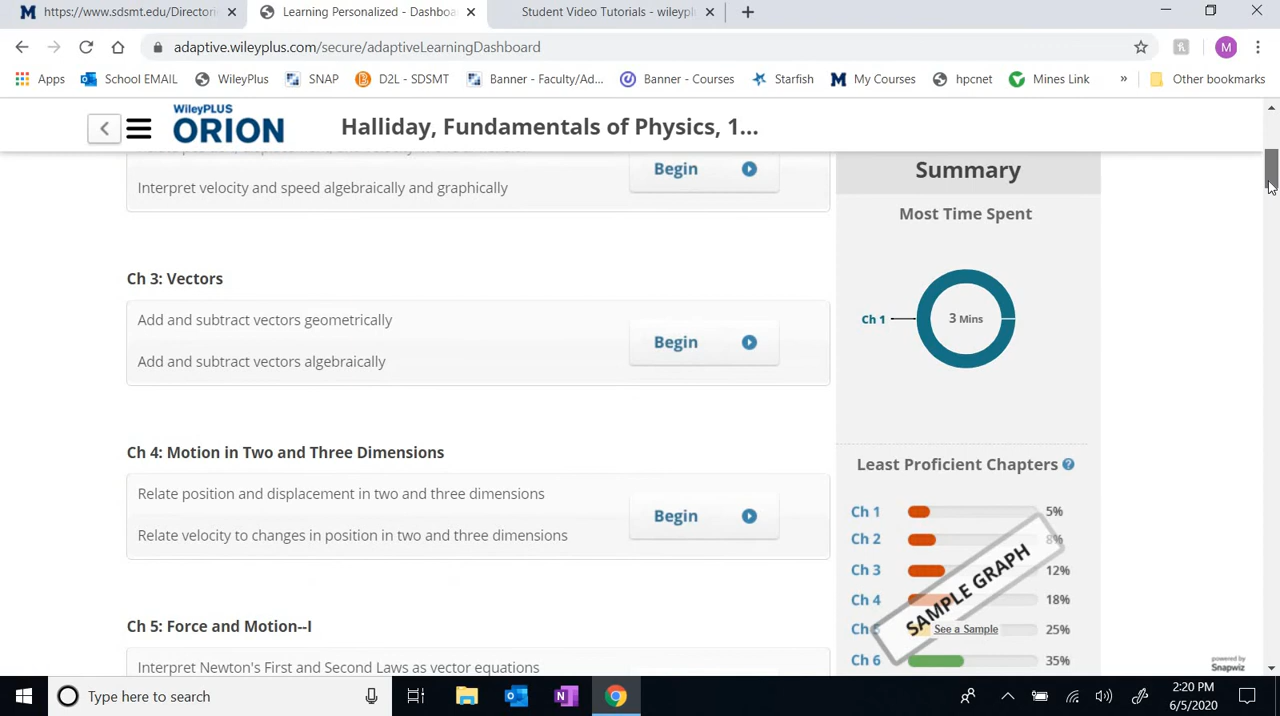 https://www.sdsmt.edu/Directori
Learning Personalized - Dashboa
Student Video Tutorials - wileypl
adaptive.wileyplus.com/secure/adaptiveLearningDashboard
M
Apps
School EMAIL
WileyPlus
SNAP
D2L - SDSMT
Banner - Faculty/Ad...
Banner - Courses
Starfish
My Courses
hpcnet
Mines Link
»
Other bookmarks
WileyPLUS
ORION
Halliday, Fundamentals of Physics, 1...
Interpret velocity and speed algebraically and graphically
Begin
Ch 3: Vectors
Add and subtract vectors geometrically
Add and subtract vectors algebraically
Begin
Ch 4: Motion in Two and Three Dimensions
Relate position and displacement in two and three dimensions
Relate velocity to changes in position in two and three dimensions
Begin
Ch 5: Force and Motion--I
Interpret Newton's First and Second Laws as vector equations
Summary
Most Time Spent
Ch 1
3 Mins
Least Proficient Chapters ?
Ch 1 5%
Ch 2 8%
Ch 3 12%
Ch 4 18%
Ch 25%
Ch 6 35%
SAMPLE GRAPH
See a Sample
powered by
Snapwiz
Type here to search
2:20 PM
6/5/2020